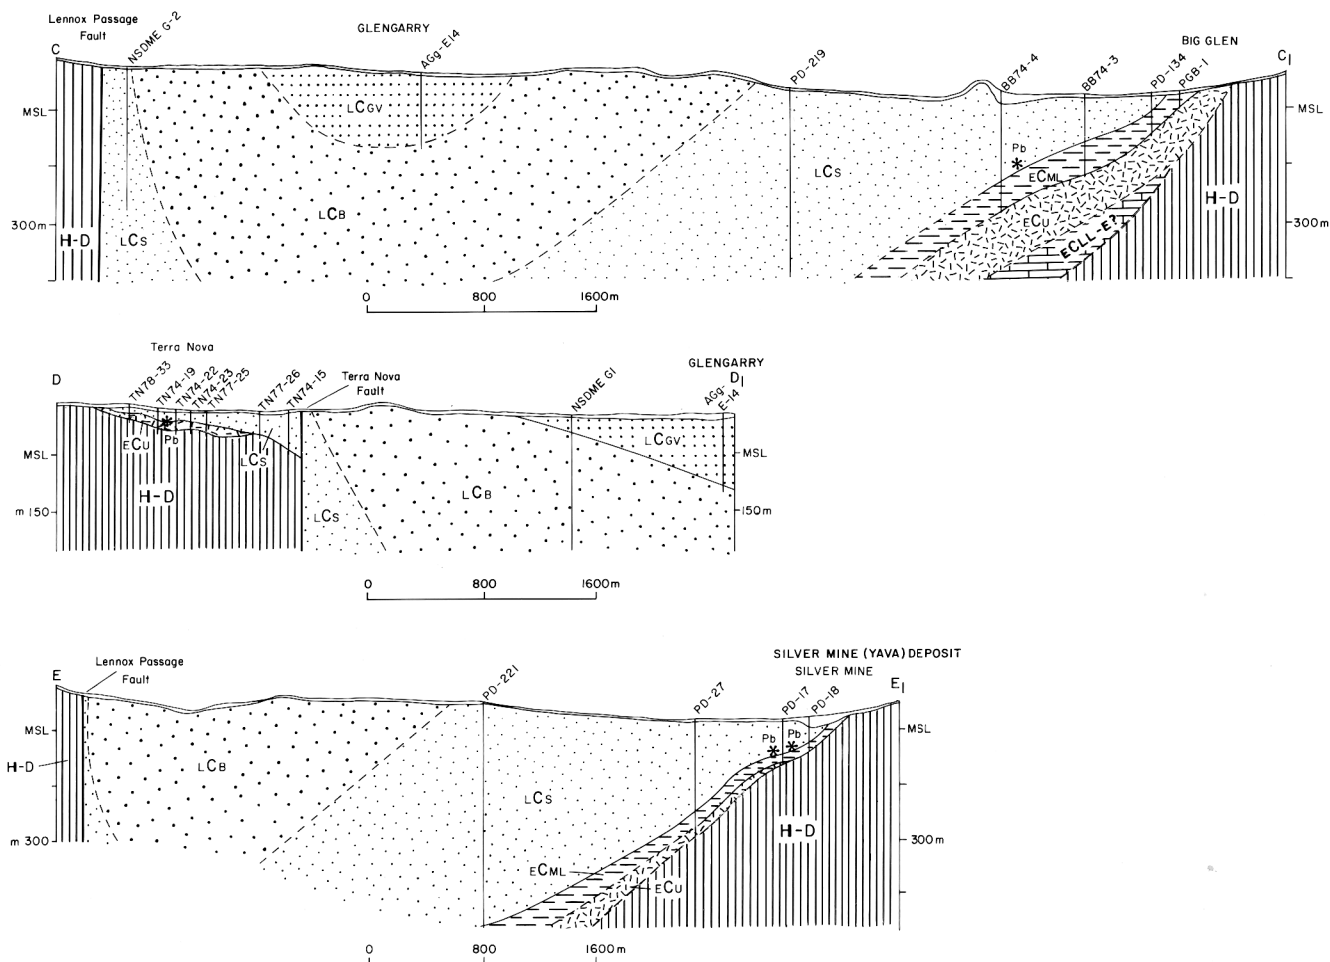 Lennox Passage
Fault
C
NSDME G-2
GLENGARRY
AGg-E14
PD-219
BB74-4
BB74-3
PD-134
PGB-1
BIG GLEN
C1
MSL
MSL
LCGV
Pb
ECML
LCS
LCB
H-D
300m
300m
H-D
LCS
ECU
ECLL-E?
0 800 1600m
Terra Nova
D
TN78-33
TN74-19
TN74-22
TN74-23
TN77-25
TN77-26
TN74-15
Terra Nova
Fault
NSDME G1
GLENGARRY
D1
AGg-
E-14
ECU
Pb
LCS
LCGV
MSL
MSL
H-D
LCB
m 150
150m
LCS
0 800 1600m
SILVER MINE (YAVA) DEPOSIT
SILVER MINE
E
Lennox Passage
Fault
PD-221
PD-27
PD-17
PD-18
E1
MSL
MSL
Pb
Pb
H-D
LCB
LCS
H-D
m 300
300m
ECML
ECU
0 800 1600m